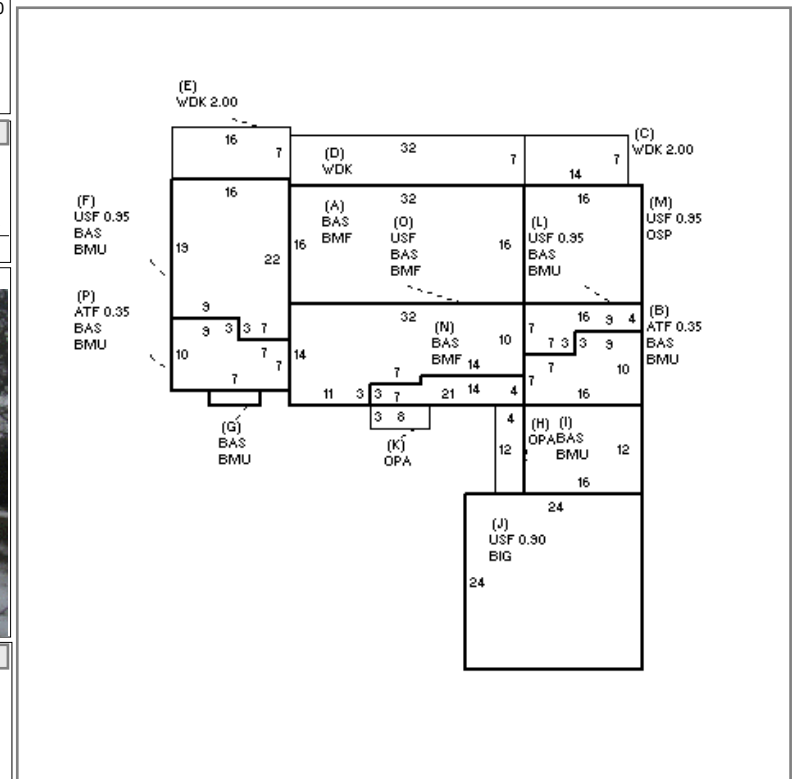 (E)
WDK 2.00
16
7
(D)
WDK
32
7
14
7
(C)
WDK 2.00
(F)
USF 0.95
BAS
BMU
16
19
22
(A)
BAS
BMF
32
16
16
(O)
USF
BAS
BMF
16
(L)
USF 0.95
BAS
BMU
(M)
USF 0.95
OSP
(P)
ATF 0.35
BAS
BMU
9
9
3
3
7
10
7
7
7
32
14
10
(N)
BAS
BMF
14
7
11
3
3
7
21
14
4
7
16
9
4
7
3
3
9
7
7
10
16
(B)
ATF 0.35
BAS
BMU
(G)
BAS
BMU
3
8
(K)
OPA
4
12
(H)
OPA
(I)
BAS
BMU
12
16
24
(J)
USF 0.90
BIG
24